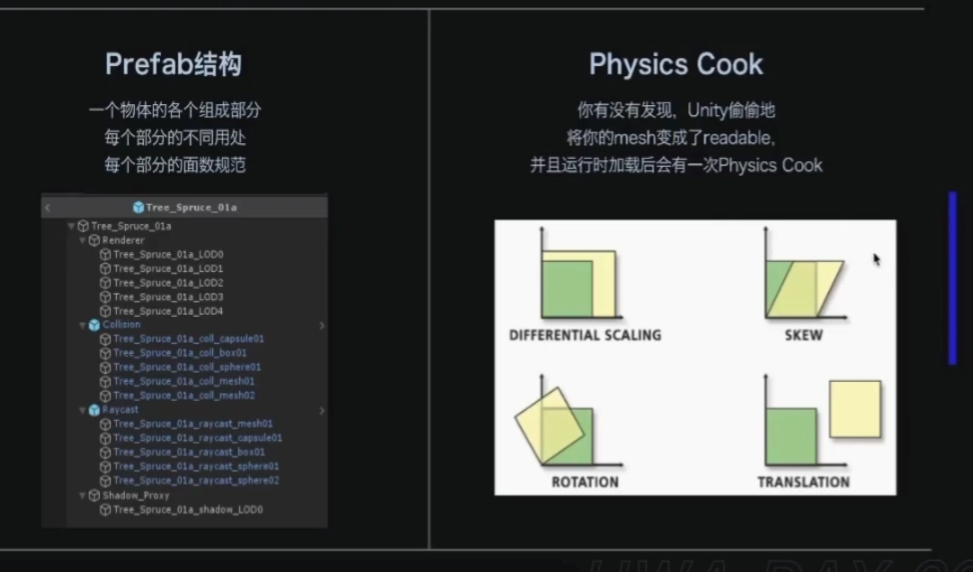 Prefab结构
一个物体的各个组成部分
每个部分的不同用处
每个部分的面数规范
Tree_Spruce_01a
Tree_Spruce_01a
Renderer
Tree_Spruce_01a_LOD0
Tree_Spruce_01a_LOD1
Tree_Spruce_01a_LOD2
Tree_Spruce_01a_LOD3
Tree_Spruce_01a_LOD4
Collision
Tree_Spruce_01a_coll_capsule01
Tree_Spruce_01a_coll_box01
Tree_Spruce_01a_coll_sphere01
Tree_Spruce_01a_coll_mesh01
Tree_Spruce_01a_coll_mesh02
Raycast
Tree_Spruce_01a_raycast_mesh01
Tree_Spruce_01a_raycast_capsule01
Tree_Spruce_01a_raycast_box01
Tree_Spruce_01a_raycast_sphere01
Tree_Spruce_01a_raycast_sphere02
Shadow_Proxy
Tree_Spruce_01a_shadow_LOD0
Physics Cook
你有没有发现，Unity偷偷地
将你的mesh变成了readable，
并且运行时加载后会有一次Physics Cook
DIFFERENTIAL SCALING
SKEW
ROTATION
TRANSLATION